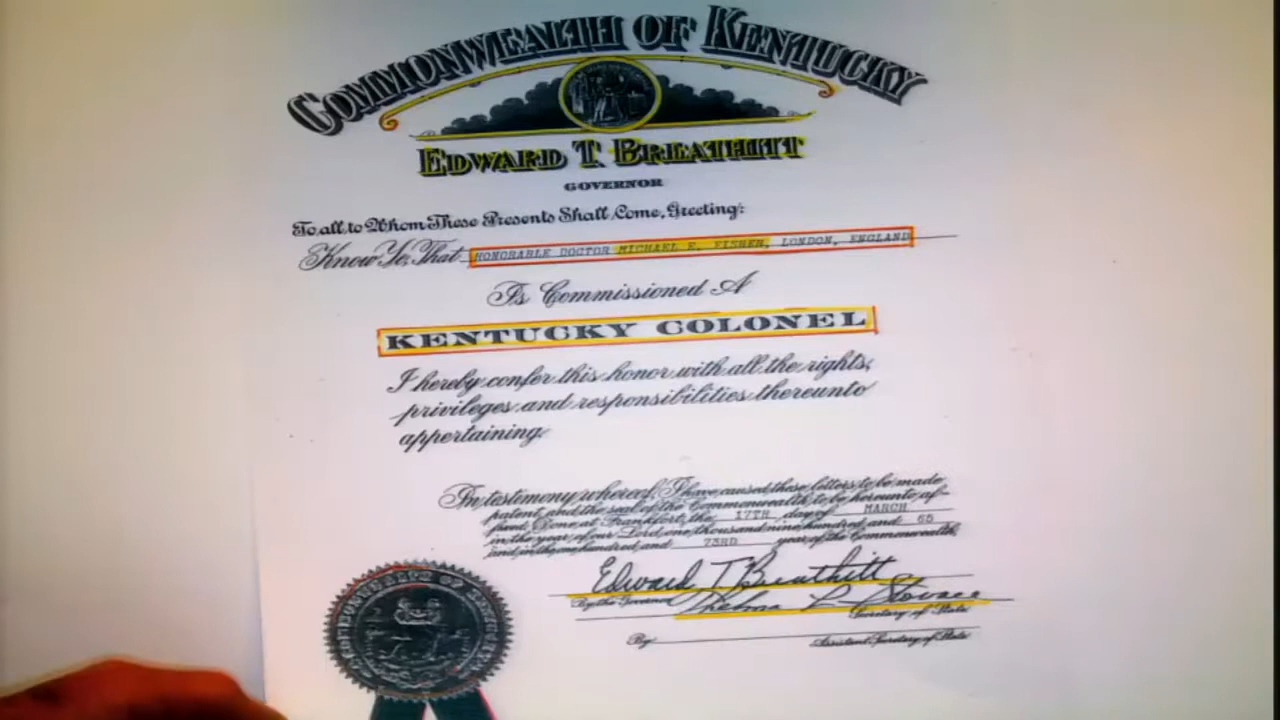 COMMONWEALTH OF KENTUCKY
EDWARD T. BREATHITT
GOVERNOR
To all to Whom These Presents Shall Come, Greeting:
Know Ye, That HONORABLE DOCTOR MICHAEL E. FISHER, LONDON, ENGLAND
Is Commissioned A
KENTUCKY COLONEL
I hereby confer this honor with all the rights,
privileges and responsibilities thereunto
appertaining.
In testimony whereof, I have caused these letters to be made
patent, and the seal of the Commonwealth to be hereunto af-
fixed. Done at Frankfort, the 17TH day of MARCH
in the year of our Lord one thousand nine hundred and 65
and in the one hundred and 73RD year of the Commonwealth.
Edward T Breathitt
By the Governor Thelma L. Stovall
Secretary of State
By: Assistant Secretary of State